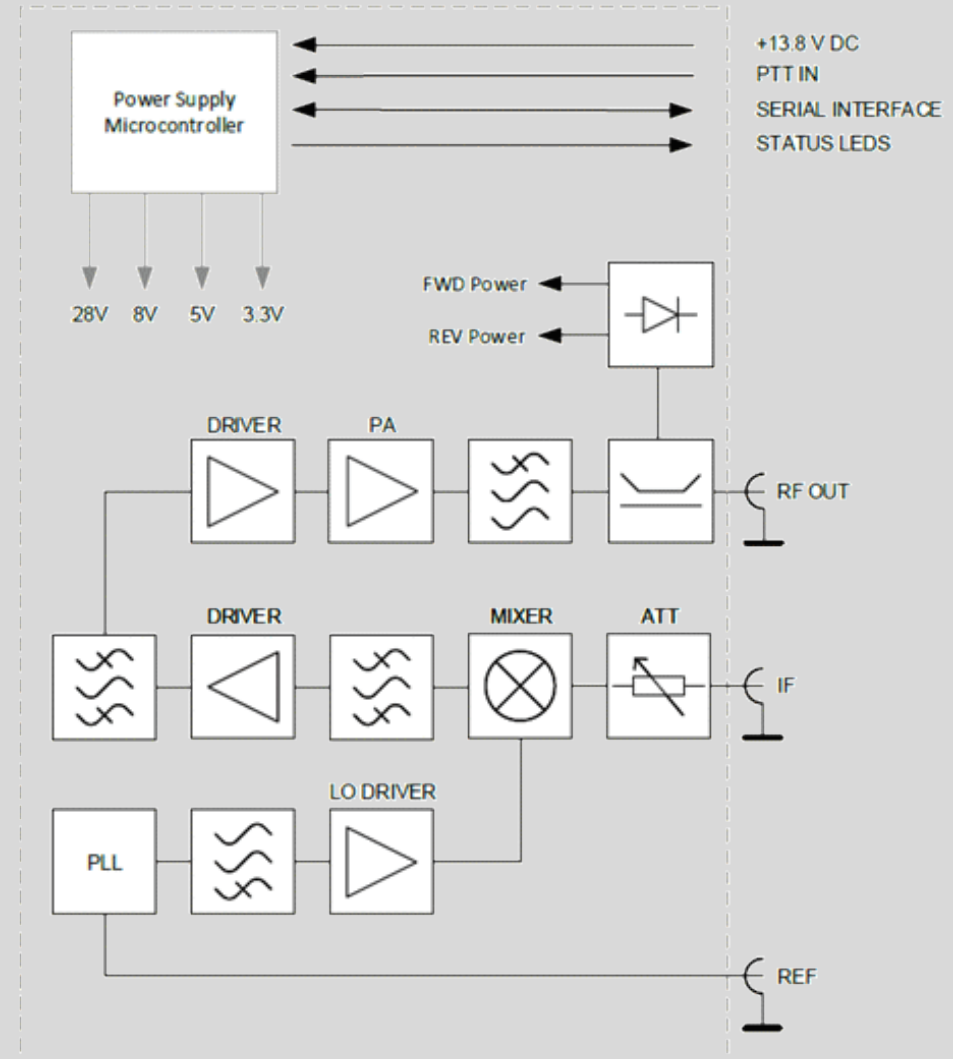 Power Supply
Microcontroller
+13.8 V DC
PTT IN
SERIAL INTERFACE
STATUS LEDS
28V
8V
5V
3.3V
FWD Power
REV Power
DRIVER
PA
RF OUT
DRIVER
MIXER
ATT
IF
LO DRIVER
PLL
REF